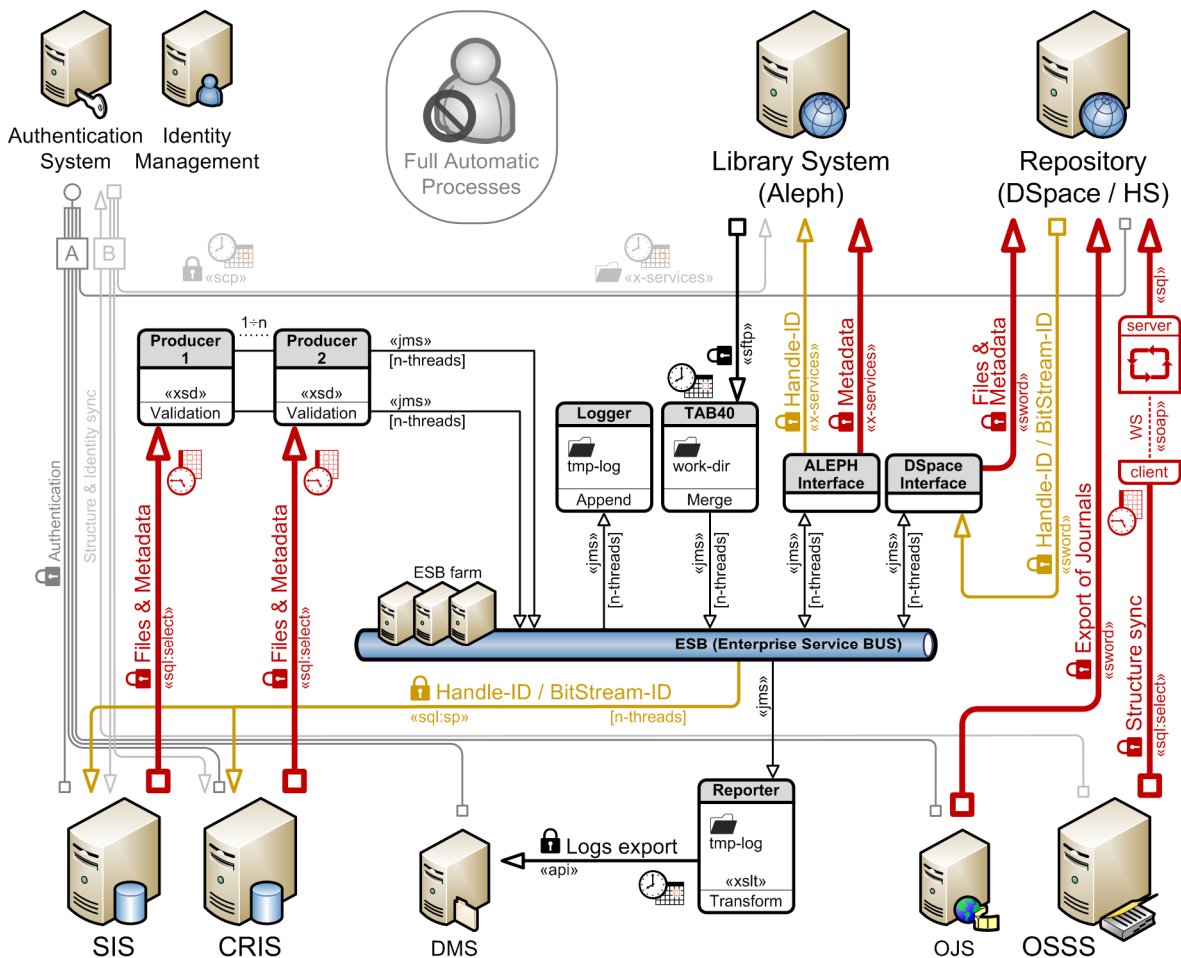 Authentication
System
Identity
Management
Full Automatic
Processes
Library System
(Aleph)
Repository
(DSpace / HS)
A
B
«scp»
«x-services»
«sql»
server
WS
«soap»
client
1÷n
Producer
1
«xsd»
Validation
Producer
2
«xsd»
Validation
«jms»
[n-threads]
«jms»
[n-threads]
«sftp»
Handle-ID
«x-services»
Metadata
«x-services»
Files &
Metadata
«sword»
Handle-ID / BitStream-ID
«sword»
Export of Journals
«sword»
Structure sync
«sql:select»
Logger
tmp-log
Append
TAB40
work-dir
Merge
ALEPH
Interface
DSpace
Interface
Authentication
Structure & Identity sync
Files & Metadata
«sql:select»
Files & Metadata
«sql:select»
«jms»
[n-threads]
«jms»
[n-threads]
«jms»
[n-threads]
«jms»
[n-threads]
ESB farm
ESB (Enterprise Service BUS)
Handle-ID / BitStream-ID
«sql:sp»
[n-threads]
«jms»
Reporter
tmp-log
«xslt»
Transform
Logs export
«api»
SIS
CRIS
DMS
OJS
OSSS